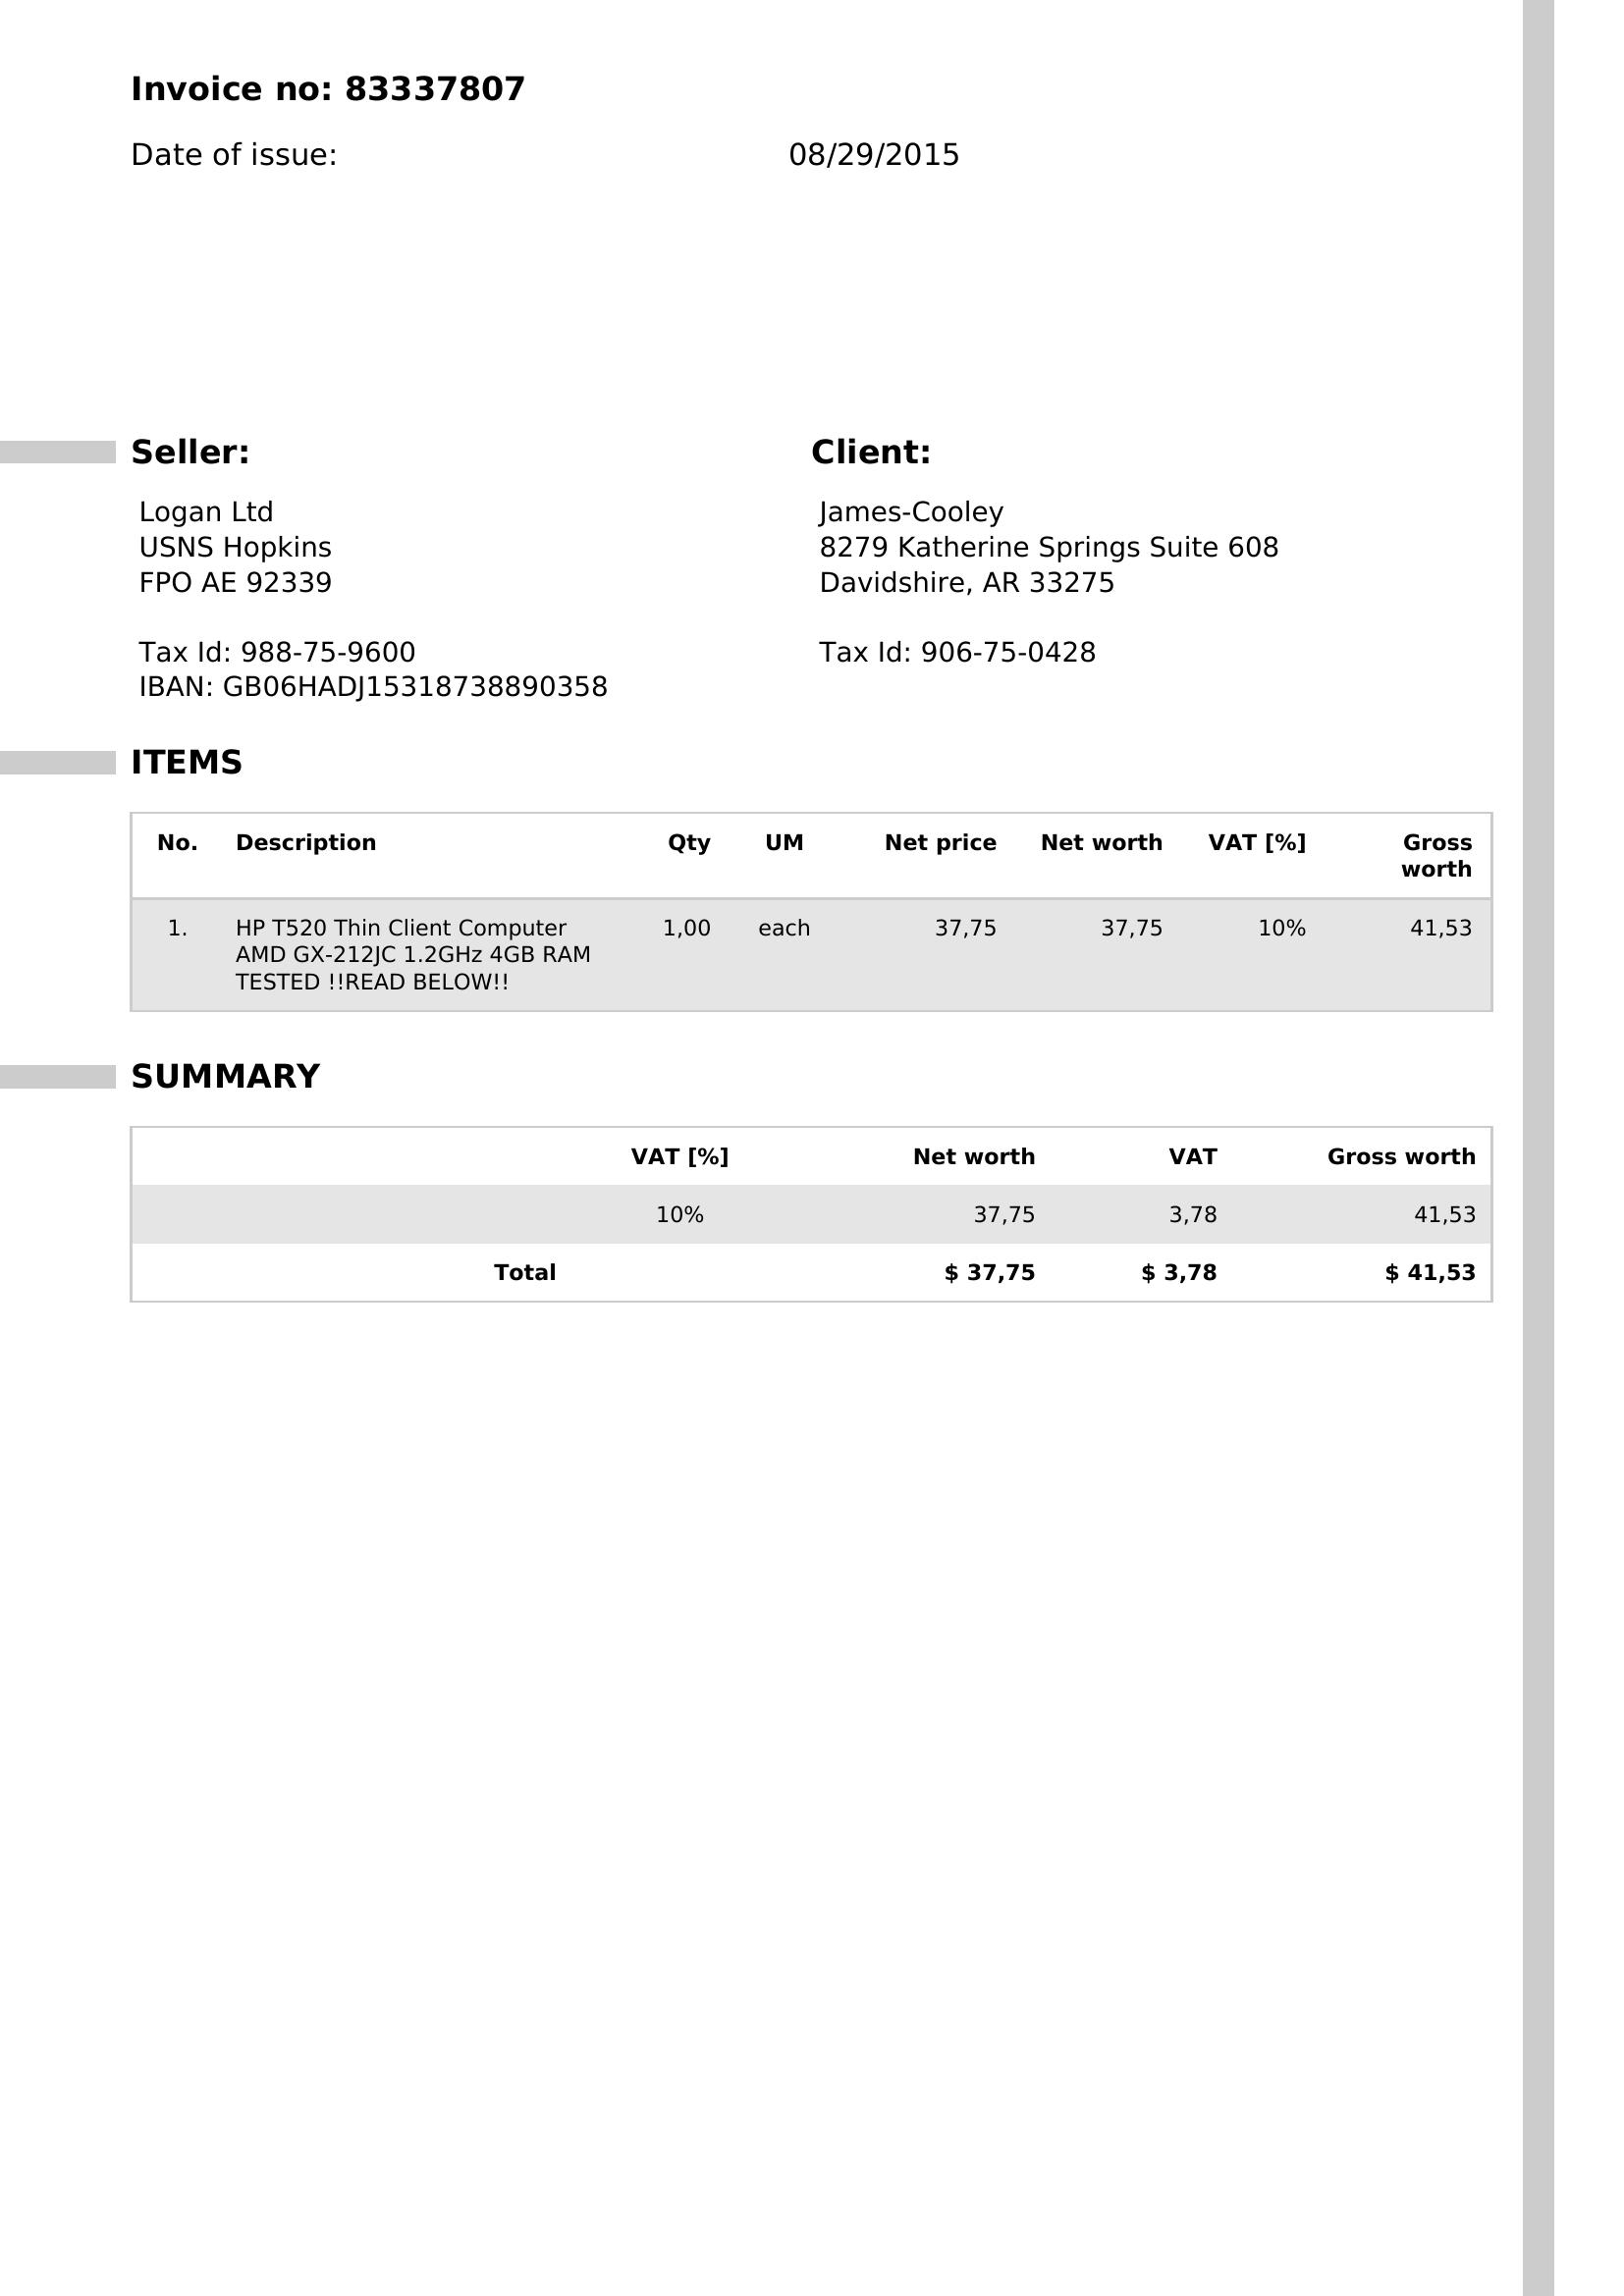 Invoice no: 83337807
Date of issue: 08/29/2015
Seller: Client:
Logan Ltd James-Cooley
USNS Hopkins 8279 Katherine Springs Suite 608
FPO AE 92339 Davidshire, AR 33275
Tax Id: 988-75-9600 Tax Id: 906-75-0428
IBAN: GB06HADJ15318738890358
ITEMS
No. Description Qty UM Net price Net worth VAT [%] Gross
worth
1. HP T520 Thin Client Computer 1,00 each 37,75 37,75 10% 41,53
AMD GX-212JC 1.2GHz 4GB RAM
TESTED !!READ BELOW!!
SUMMARY
VAT [%] Net worth VAT Gross worth
10% 37,75 3,78 41,53
Total $ 37,75 $ 3,78 $ 41,53